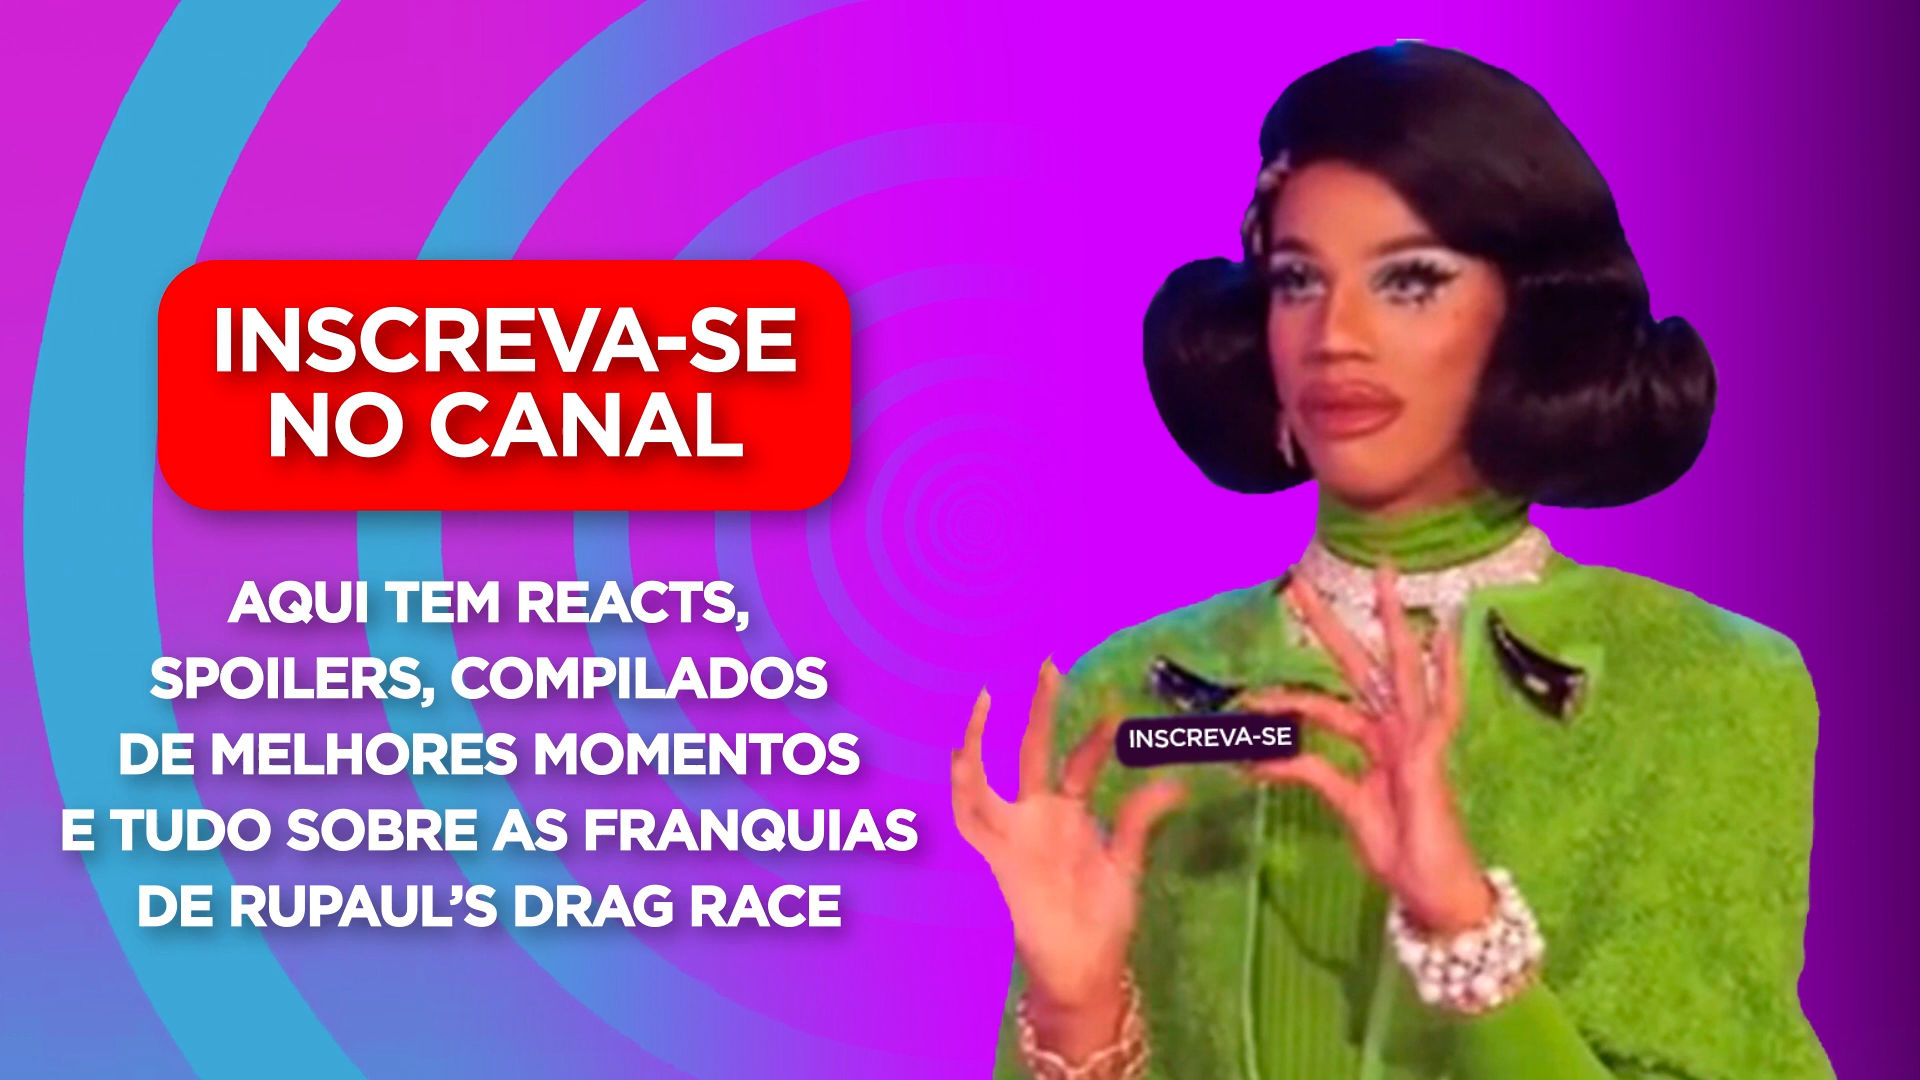 INSCREVA-SE
NO CANAL
AQUI TEM REACTS,
SPOILERS, COMPILADOS
DE MELHORES MOMENTOS
E TUDO SOBRE AS FRANQUIAS
DE RUPAUL’S DRAG RACE
INSCREVA-SE